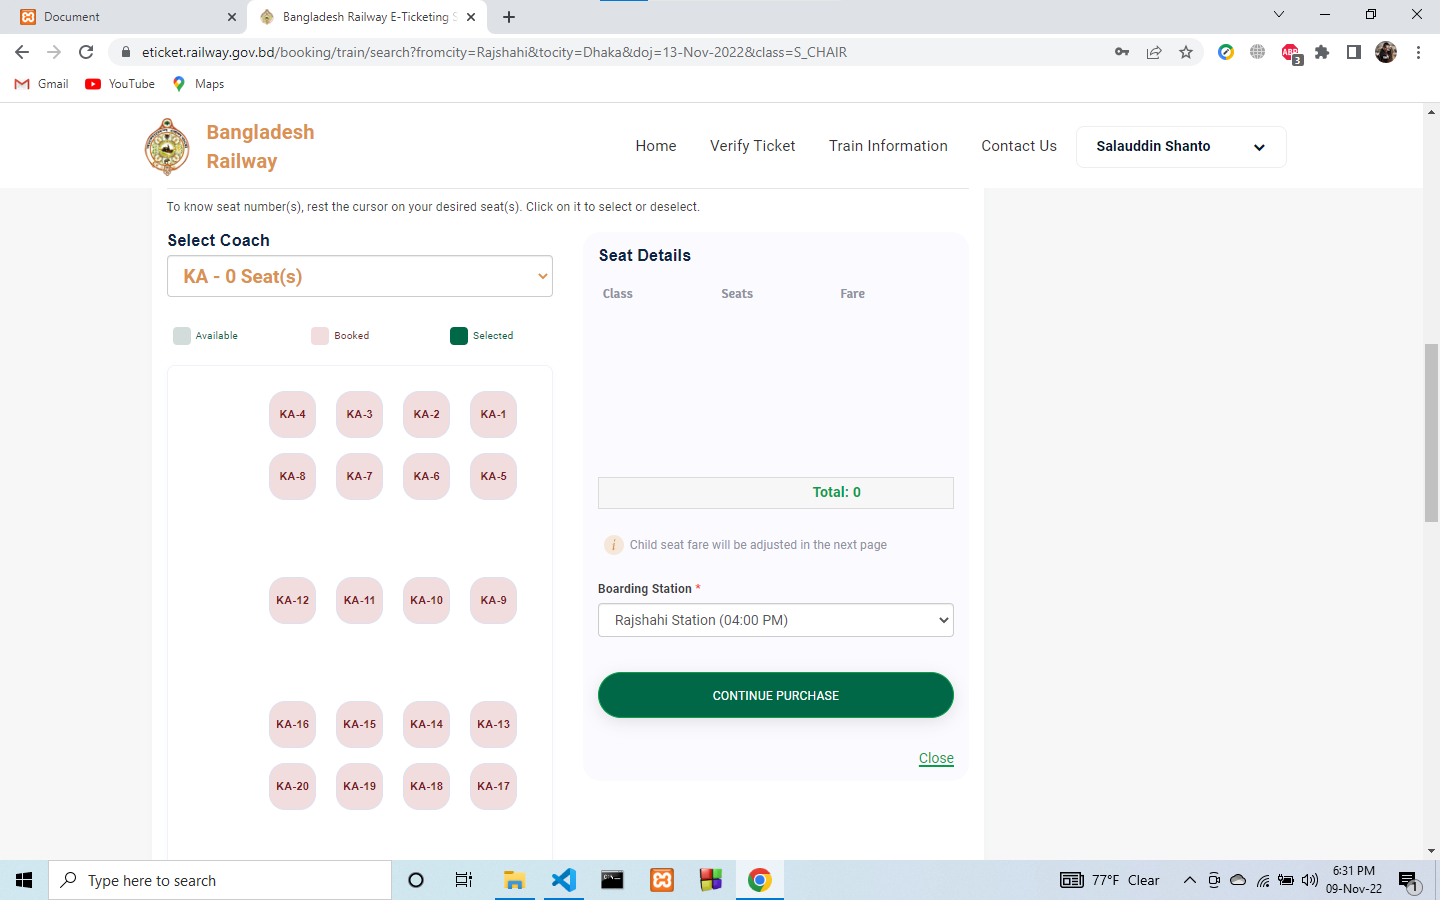 Document
Bangladesh Railway E-Ticketing S
eticket.railway.gov.bd/booking/train/search?fromcity=Rajshahi&tocity=Dhaka&doj=13-Nov-2022&class=S_CHAIR
ABP
3
Gmail
YouTube
Maps
Bangladesh
Railway
Home
Verify Ticket
Train Information
Contact Us
Salauddin Shanto
To know seat number(s), rest the cursor on your desired seat(s). Click on it to select or deselect.
Select Coach
KA - 0 Seat(s)
Available
Booked
Selected
KA-4 KA-3 KA-2 KA-1
KA-8 KA-7 KA-6 KA-5
KA-12 KA-11 KA-10 KA-9
KA-16 KA-15 KA-14 KA-13
KA-20 KA-19 KA-18 KA-17
Seat Details
Class Seats Fare
Total: 0
i Child seat fare will be adjusted in the next page
Boarding Station *
Rajshahi Station (04:00 PM)
CONTINUE PURCHASE
Close
Type here to search
77°F Clear
6:31 PM
09-Nov-22
1